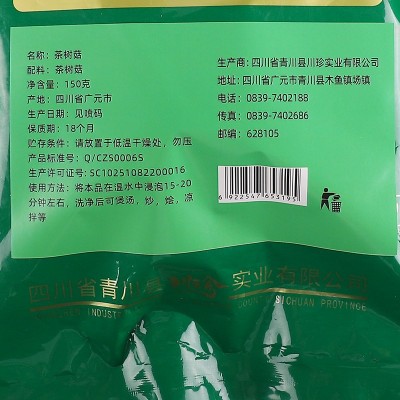 名称：茶树菇
配料：茶树菇
净含量：150克
产地：四川省广元市
生产日期：见喷码
保质期：18个月
贮存条件：请放置于低温干燥处，勿压
产品标准号：Q/CZS0006S
生产许可证号：SC10251082200016
使用方法：将本品在温水中浸泡15-20
分钟左右，洗净后可煲汤，炒，烩，凉
拌等
生产商：四川省青川县川珍实业有限公司
地址：四川省广元市青川县木鱼镇场镇
电话：0839-7402188
传真：0839-7402686
邮编：628105
6922547653195
四川省青川县川珍实业有限公司
SICHUAN PROVINCE